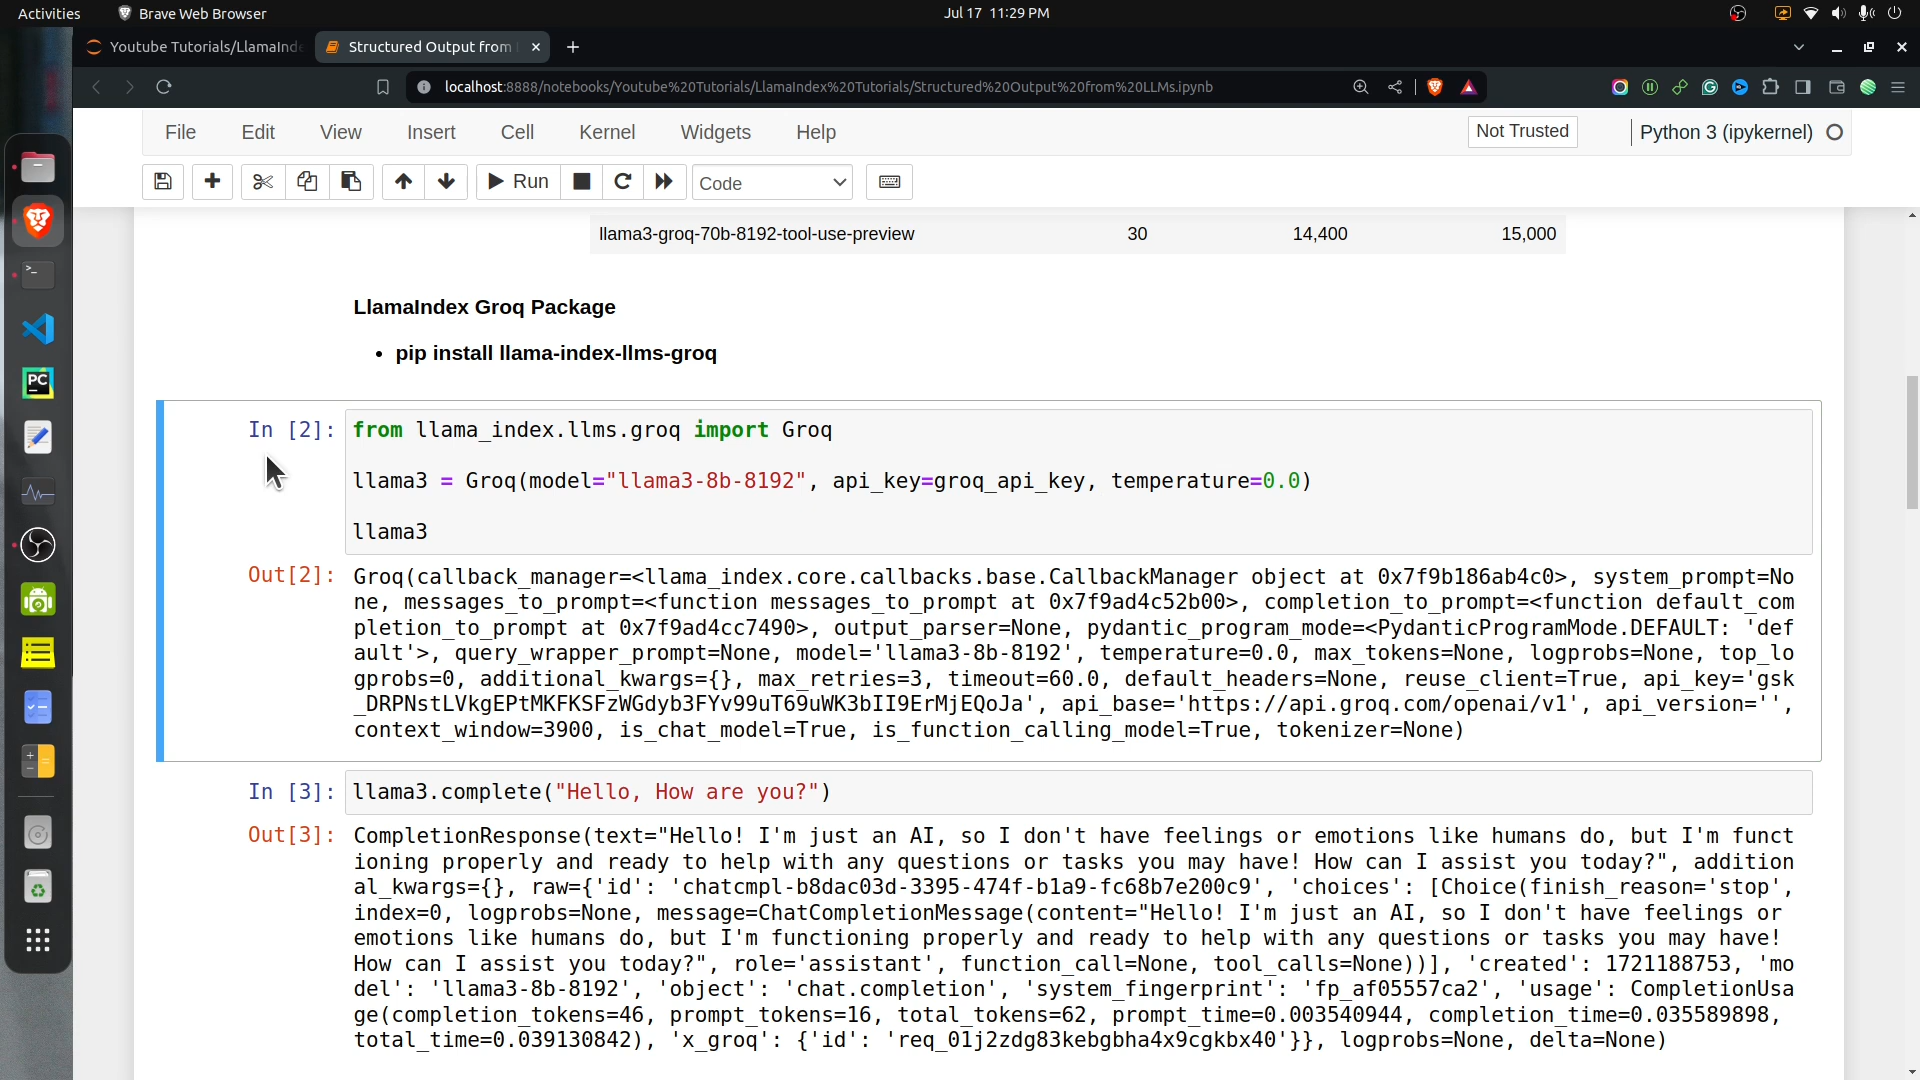 Activities Brave Web Browser Jul 17 11:29 PM
Youtube Tutorials/LlamaInde Structured Output from
localhost:8888/notebooks/Youtube%20Tutorials/LlamaIndex%20Tutorials/Structured%20Output%20from%20LLMs.ipynb
File Edit View Insert Cell Kernel Widgets Help Not Trusted Python 3 (ipykernel)
Run Code
llama3-groq-70b-8192-tool-use-preview 30 14,400 15,000
LlamaIndex Groq Package
• pip install llama-index-llms-groq
In [2]: from llama_index.llms.groq import Groq
llama3 = Groq(model="llama3-8b-8192", api_key=groq_api_key, temperature=0.0)
llama3
Out[2]: Groq(callback_manager=<llama_index.core.callbacks.base.CallbackManager object at 0x7f9b186ab4c0>, system_prompt=No
ne, messages_to_prompt=<function messages_to_prompt at 0x7f9ad4c52b00>, completion_to_prompt=<function default_com
pletion_to_prompt at 0x7f9ad4cc7490>, output_parser=None, pydantic_program_mode=<PydanticProgramMode.DEFAULT: 'def
ault'>, query_wrapper_prompt=None, model='llama3-8b-8192', temperature=0.0, max_tokens=None, logprobs=None, top_lo
gprobs=0, additional_kwargs={}, max_retries=3, timeout=60.0, default_headers=None, reuse_client=True, api_key='gsk
_DRPNstLVkgEPtMKFKSFzWGdyb3FYv99uT69uWK3bII9ErMjEQoJa', api_base='https://api.groq.com/openai/v1', api_version='',
context_window=3900, is_chat_model=True, is_function_calling_model=True, tokenizer=None)
In [3]: llama3.complete("Hello, How are you?")
Out[3]: CompletionResponse(text="Hello! I'm just an AI, so I don't have feelings or emotions like humans do, but I'm funct
ioning properly and ready to help with any questions or tasks you may have! How can I assist you today?", addition
al_kwargs={}, raw={'id': 'chatcmpl-b8dac03d-3395-474f-b1a9-fc68b7e200c9', 'choices': [Choice(finish_reason='stop',
index=0, logprobs=None, message=ChatCompletionMessage(content="Hello! I'm just an AI, so I don't have feelings or
emotions like humans do, but I'm functioning properly and ready to help with any questions or tasks you may have!
How can I assist you today?", role='assistant', function_call=None, tool_calls=None))], 'created': 1721188753, 'mo
del': 'llama3-8b-8192', 'object': 'chat.completion', 'system_fingerprint': 'fp_af05557ca2', 'usage': CompletionUsa
ge(completion_tokens=46, prompt_tokens=16, total_tokens=62, prompt_time=0.003540944, completion_time=0.035589898,
total_time=0.039130842), 'x_groq': {'id': 'req_01j2zdg83kebgbha4x9cgkbx40'}}, logprobs=None, delta=None)
PC